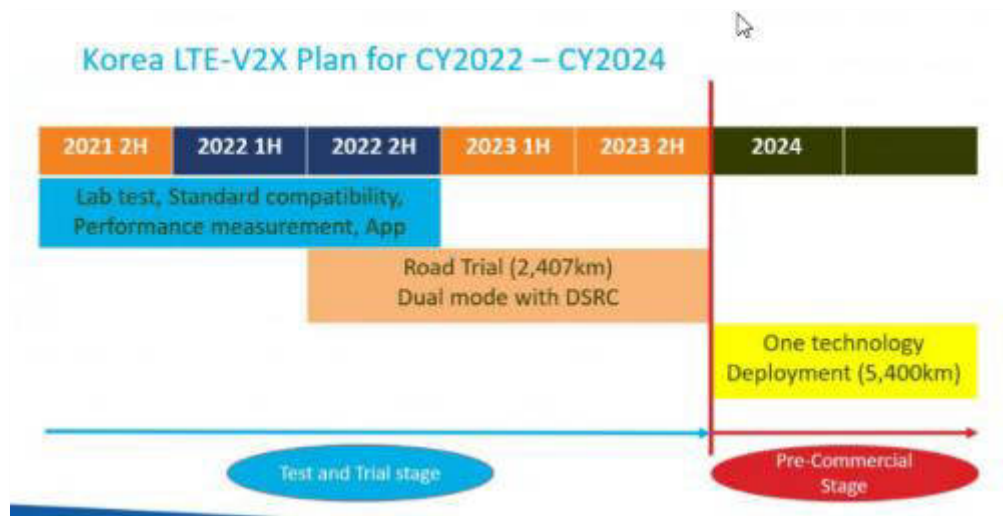 Korea LTE-V2X Plan for CY2022 – CY2024
2021 2H
2022 1H
2022 2H
2023 1H
2023 2H
2024
Lab test, Standard compatibility,
Performance measurement, App
Road Trial (2,407km)
Dual mode with DSRC
One technology
Deployment (5,400km)
Test and Trial stage
Pre-Commercial
Stage